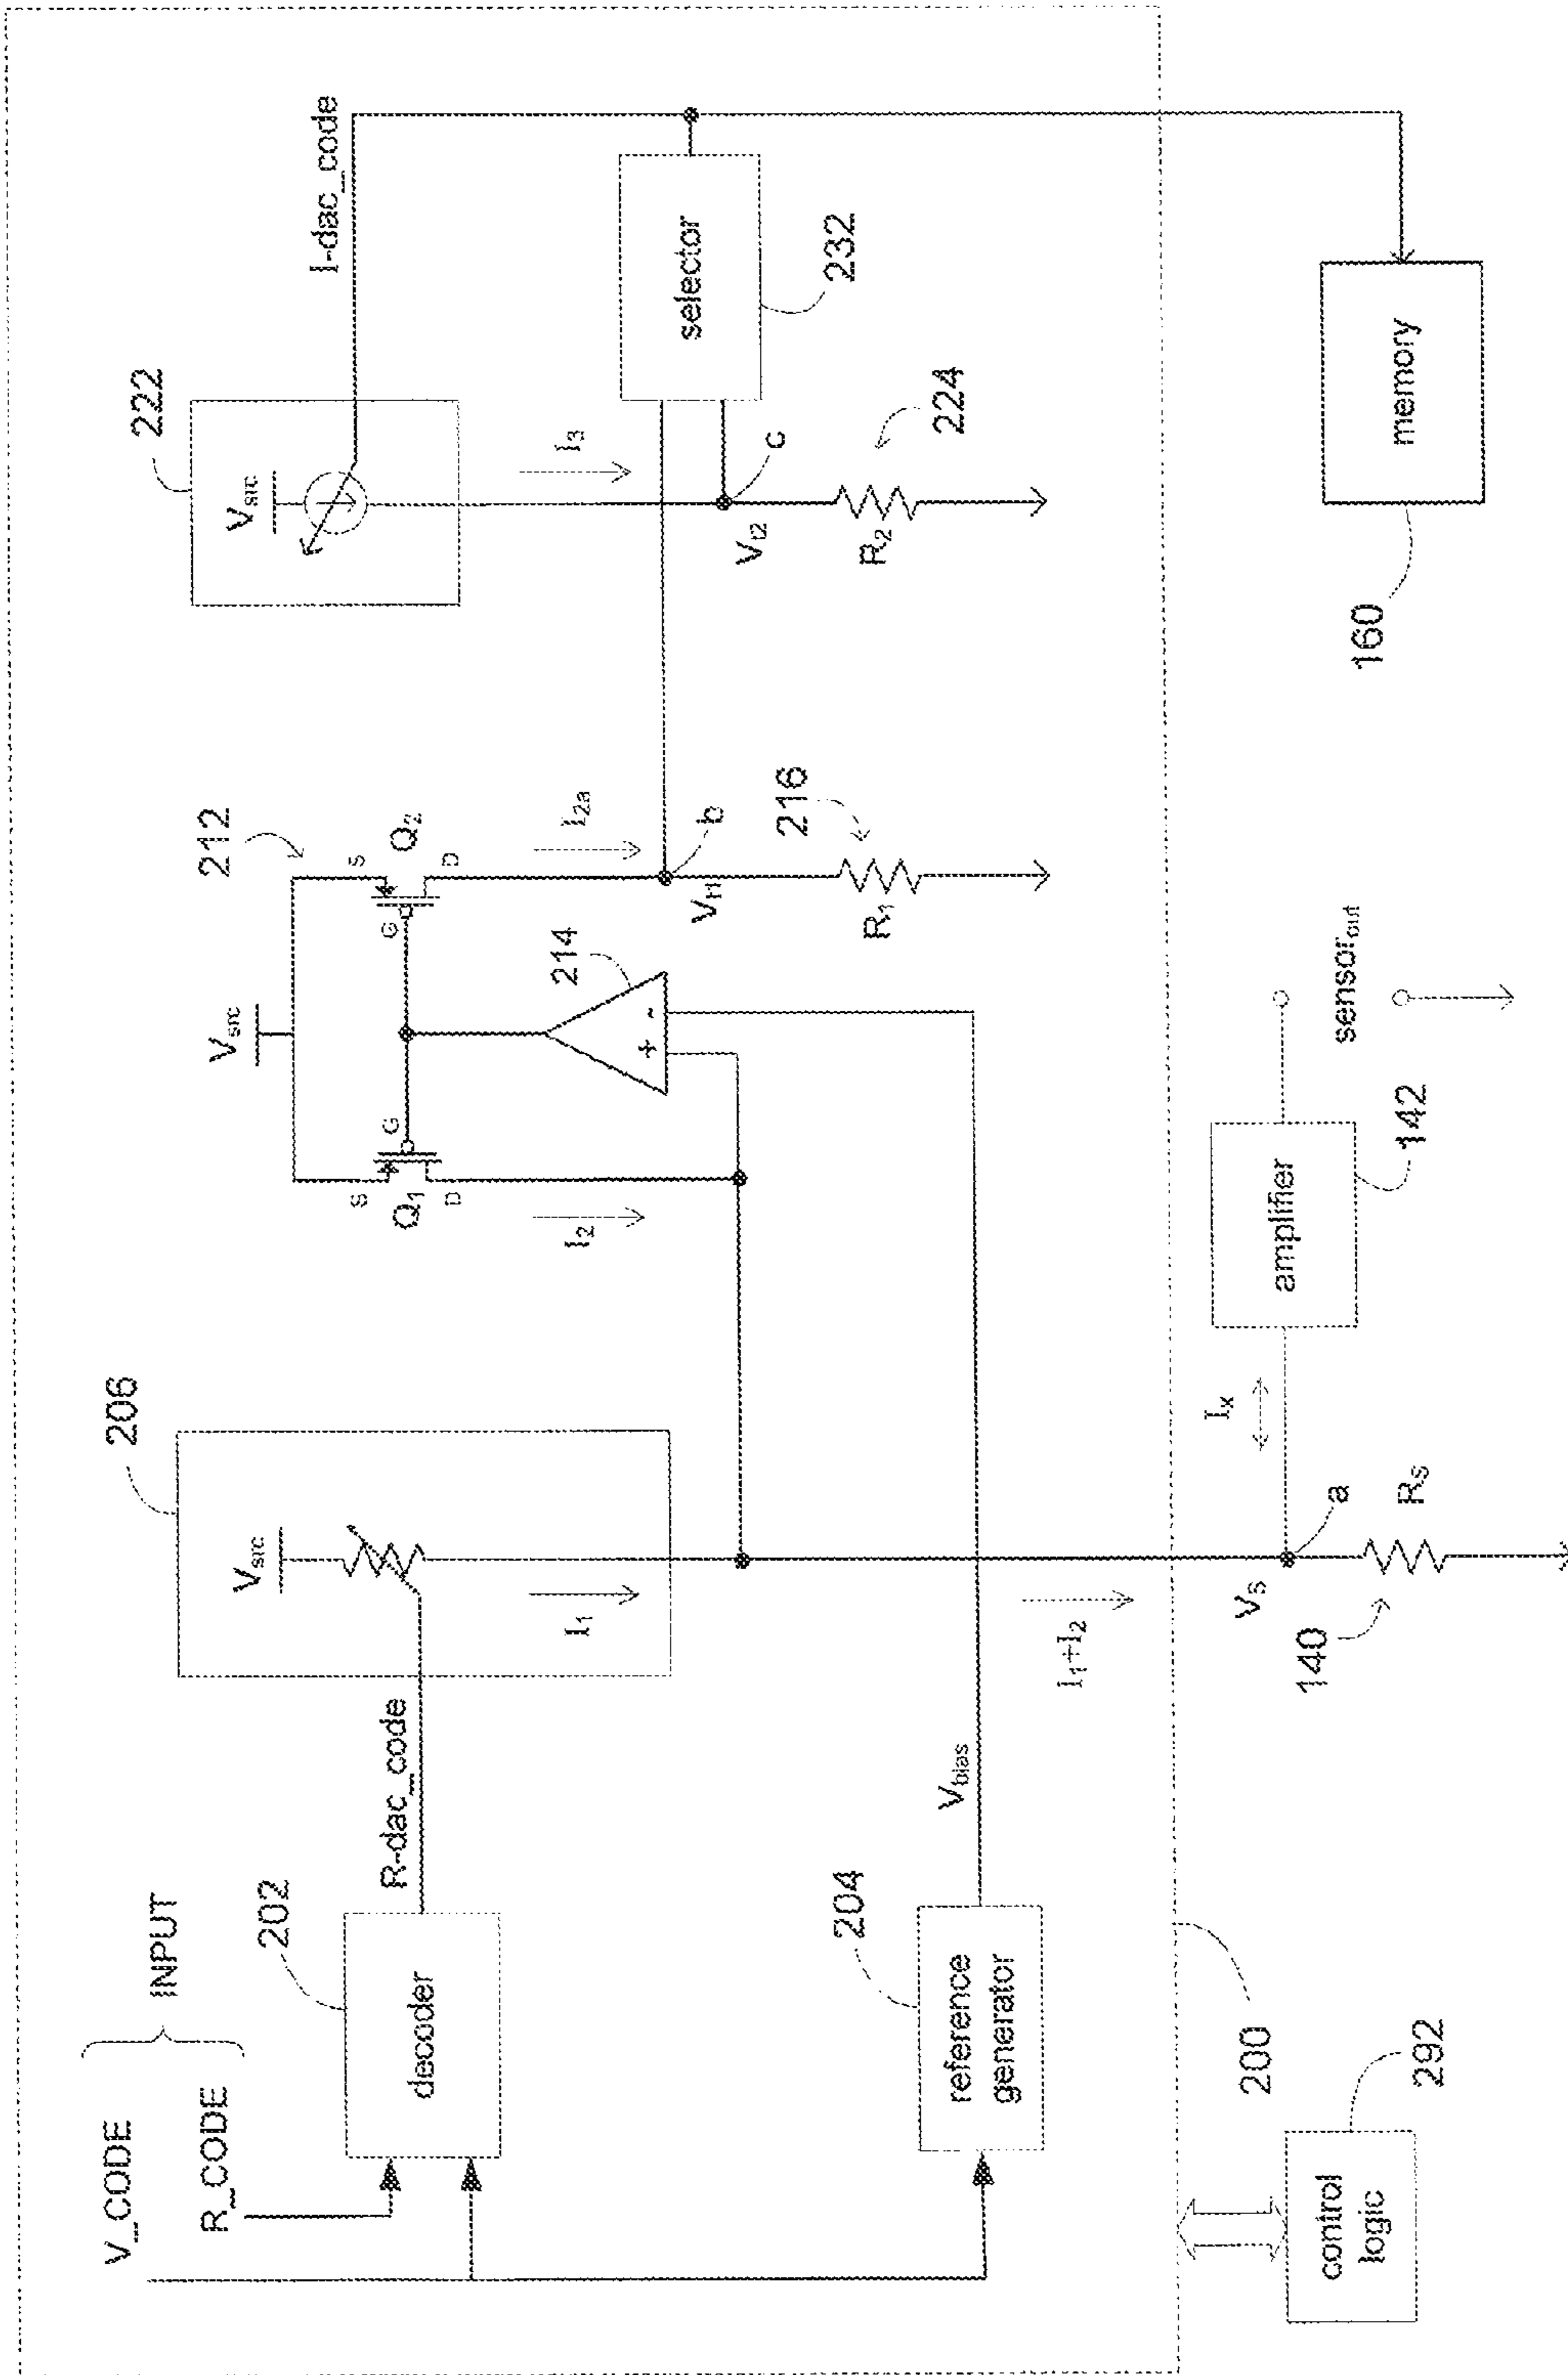 V_CODE
R_CODE
INPUT
decoder
202
R-dac_code
206
Vsrc
I1
reference
generator
204
Vbias
I1+I2
212
Vsrc
S
G
D
Q1
I2
S
G
D
Q2
I2a
214
+
-
Vt1
b
216
R1
222
Vsrc
I3
I-dac_code
selector
232
Vt2
c
224
R2
200
control
logic
292
140
VS
a
RS
Ix
amplifier
142
sensorout
memory
160